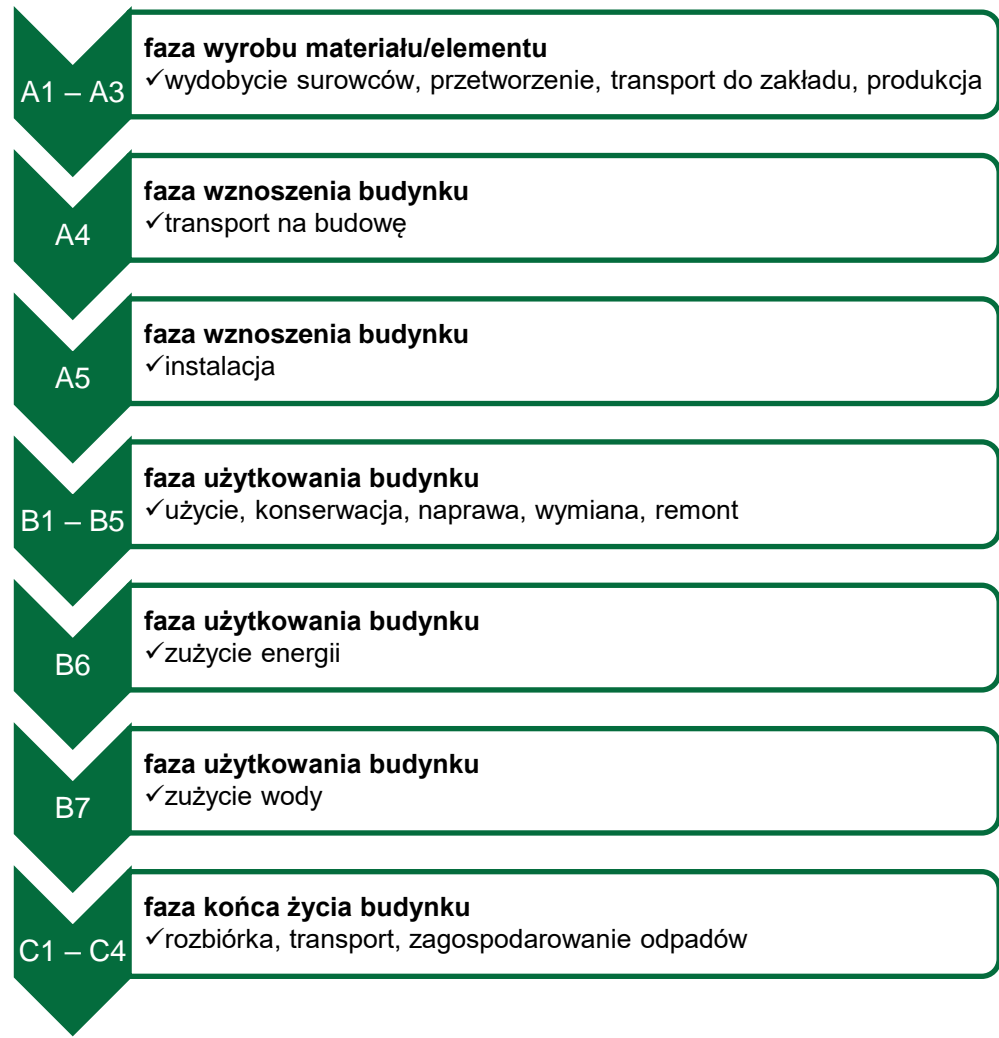 A1 – A3
faza wyrobu materiału/elementu
✓wydobycie surowców, przetworzenie, transport do zakładu, produkcja
A4
faza wznoszenia budynku
✓transport na budowę
A5
faza wznoszenia budynku
✓instalacja
B1 – B5
faza użytkowania budynku
✓użycie, konserwacja, naprawa, wymiana, remont
B6
faza użytkowania budynku
✓zużycie energii
B7
faza użytkowania budynku
✓zużycie wody
C1 – C4
faza końca życia budynku
✓rozbiórka, transport, zagospodarowanie odpadów